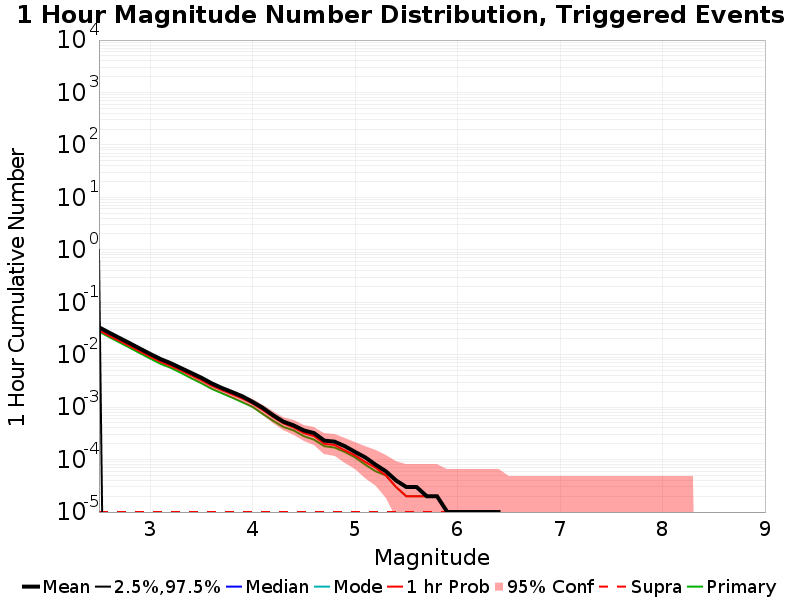 1 Hour Magnitude Number Distribution, Triggered Events
10^4
10^3
10^2
10^1
10^0
10^-1
10^-2
10^-3
10^-4
10^-5
1 Hour Cumulative Number
3 4 5 6 7 8 9
Magnitude
Mean 2.5%,97.5% Median Mode 1 hr Prob 95% Conf Supra Primary